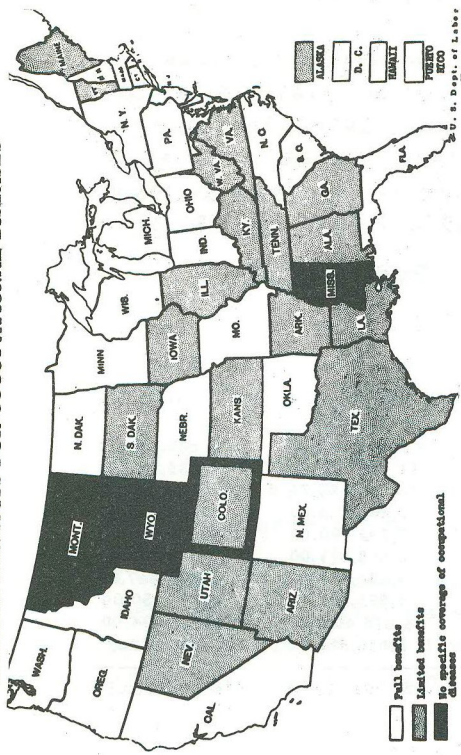 WASH.
OREG.
CAL
IDAHO
NEV.
UTAH
ARIZ.
MONT.
WYO
COLO.
N. MEX.
N. DAK.
S. DAK.
NEBR.
KANS.
OKLA.
TEX.
MINN
IOWA
MO.
ARK.
LA.
WIS.
ILL.
MISS.
MICH.
IND.
KY.
TENN.
ALA.
OHIO
W. VA.
VA.
N. C.
S. C.
GA.
FLA.
PA.
N. Y.
VT.
MAINE
ALASKA
D. C.
HAWAII
PUERTO
RICO
Full benefits
Limited benefits
No specific coverage of occupational
diseases
U. S. Dept. of Labor